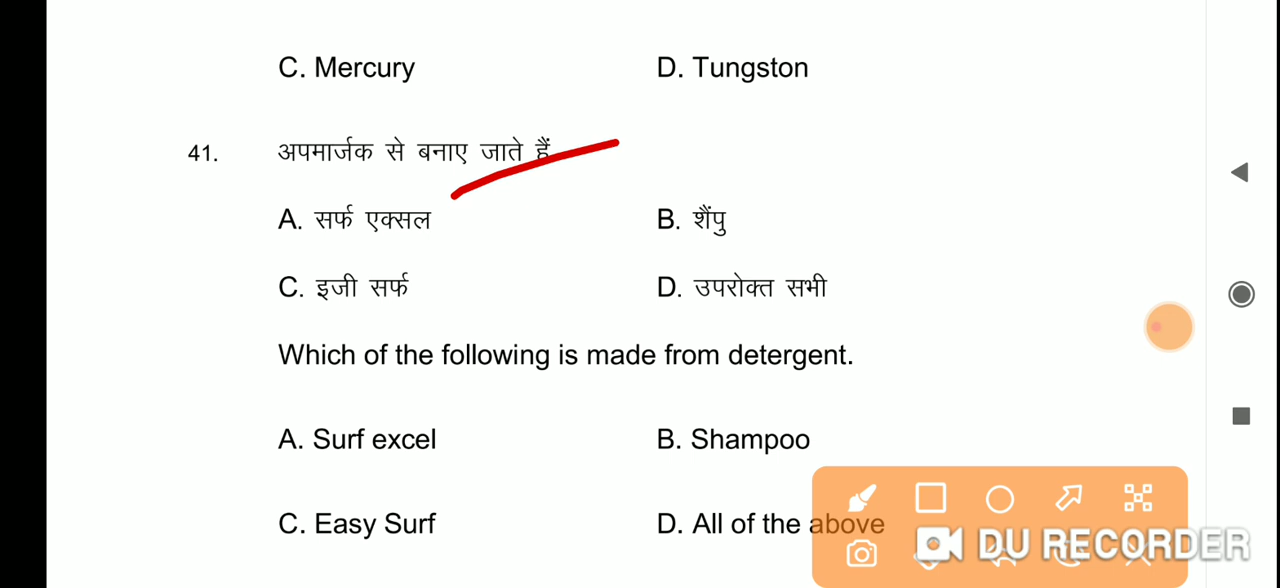 C. Mercury D. Tungston
41. अपमार्जक से बनाए जाते हैं
A. सर्फ एक्सल B. शैंपु
C. इजी सर्फ D. उपरोक्त सभी
Which of the following is made from detergent.
A. Surf excel B. Shampoo
C. Easy Surf D. All of the above
DU RECORDER